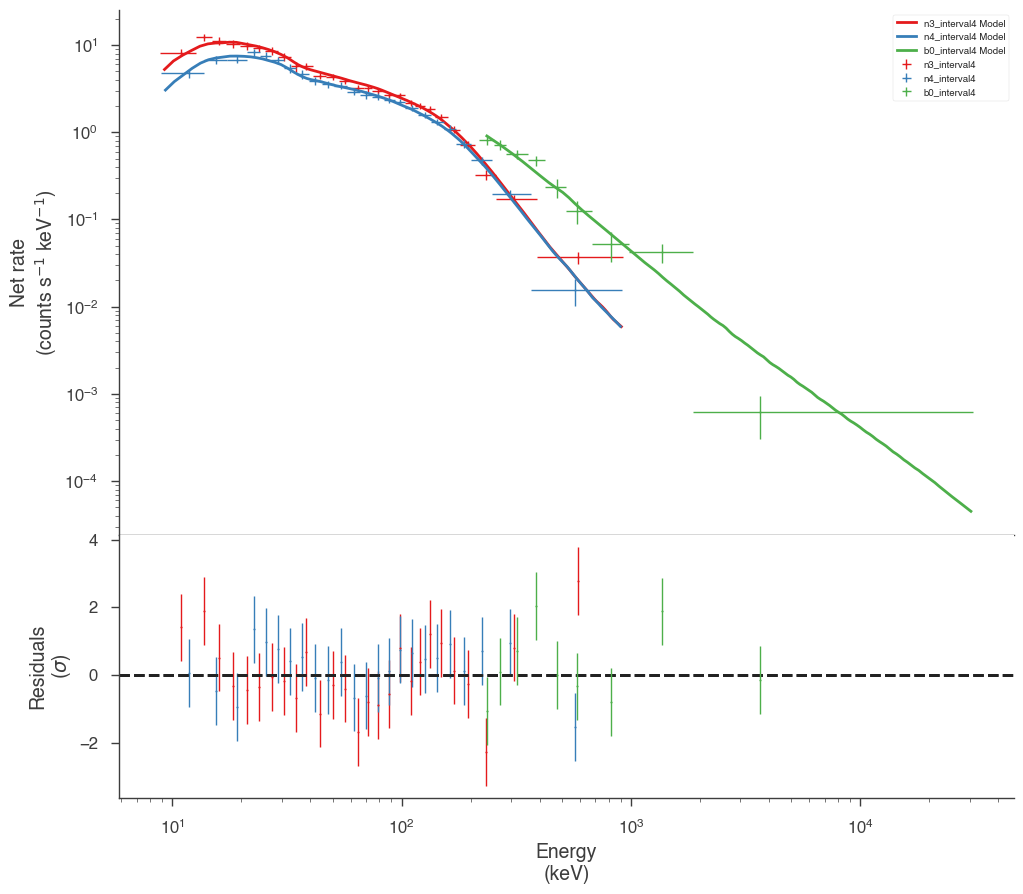 n3_interval4 Model
n4_interval4 Model
b0_interval4 Model
n3_interval4
n4_interval4
b0_interval4
10¹
10⁰
10⁻¹
10⁻²
10⁻³
10⁻⁴
Net rate
(counts s⁻¹ keV⁻¹)
4
2
0
−2
Residuals
(σ)
10¹ 10² 10³ 10⁴
Energy
(keV)